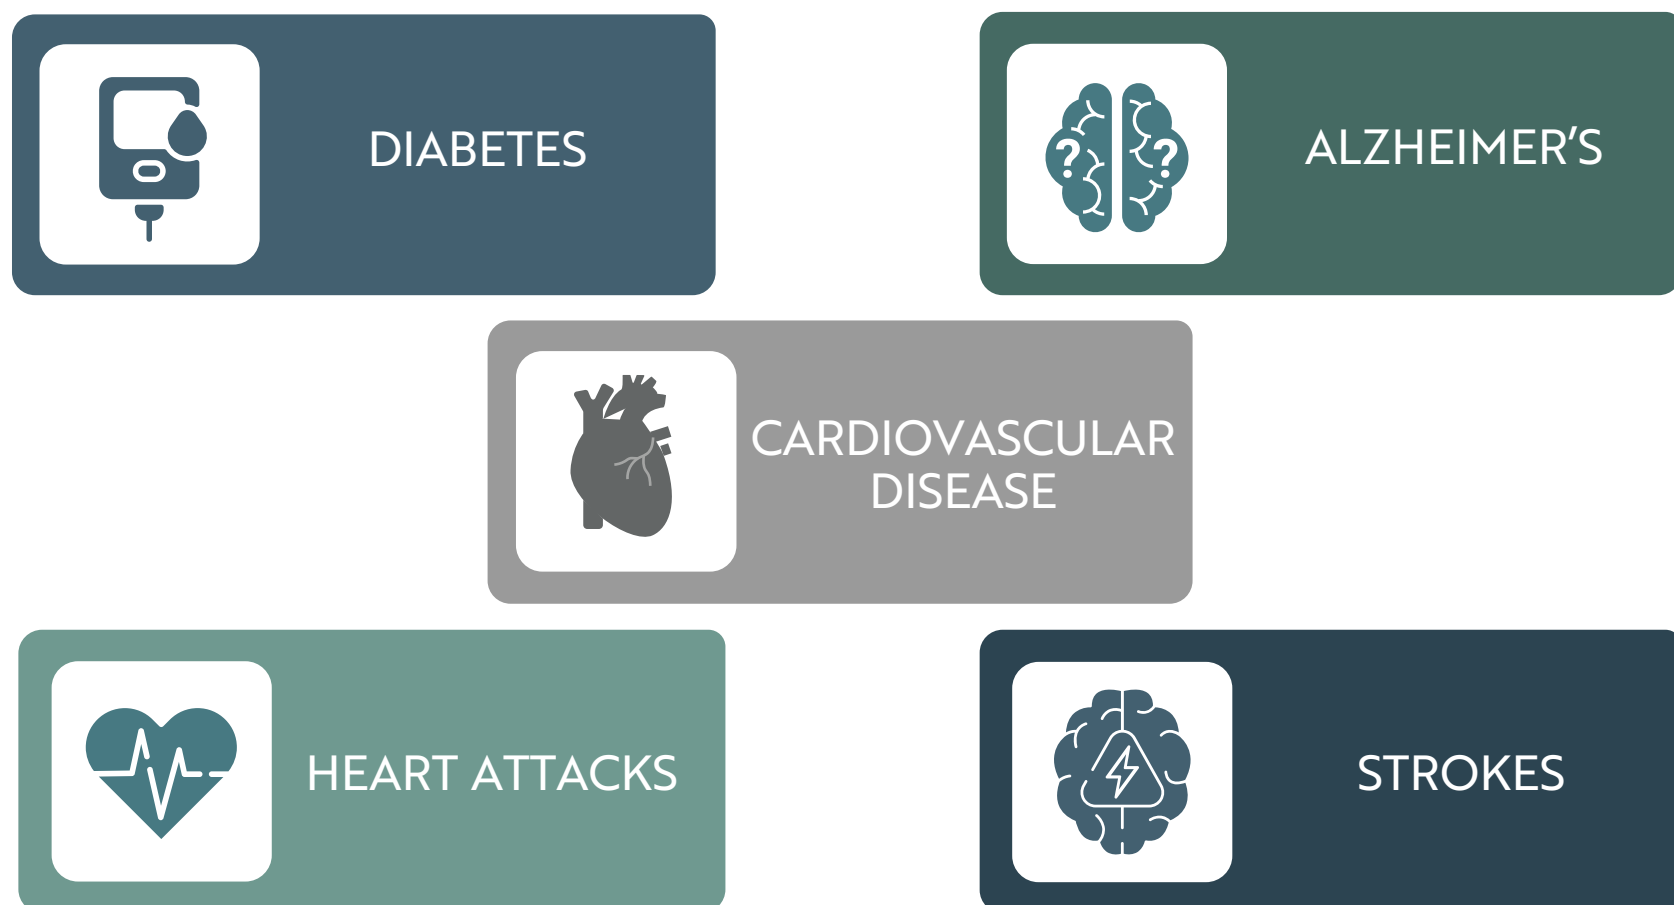 DIABETES
ALZHEIMER'S
? ?
CARDIOVASCULAR
DISEASE
HEART ATTACKS
STROKES